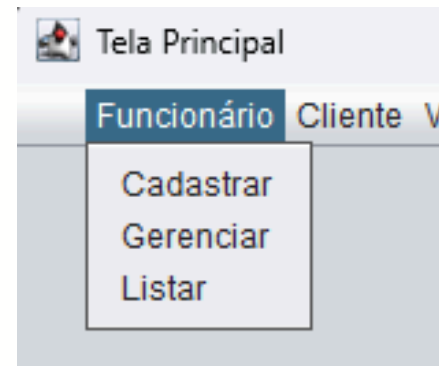 Tela Principal
Funcionário Cliente
Cadastrar
Gerenciar
Listar